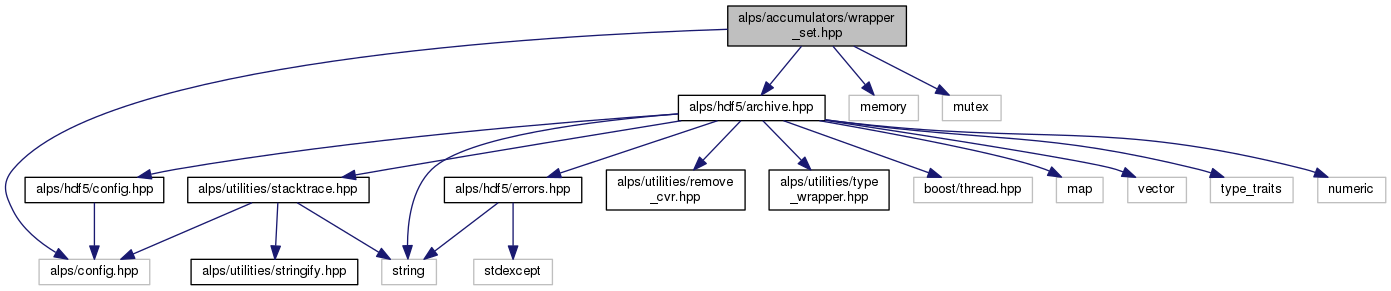 alps/accumulators/wrapper
_set.hpp
alps/hdf5/archive.hpp
memory
mutex
alps/hdf5/config.hpp
alps/utilities/stacktrace.hpp
alps/hdf5/errors.hpp
alps/utilities/remove
_cvr.hpp
alps/utilities/type
_wrapper.hpp
boost/thread.hpp
map
vector
type_traits
numeric
alps/config.hpp
alps/utilities/stringify.hpp
string
stdexcept